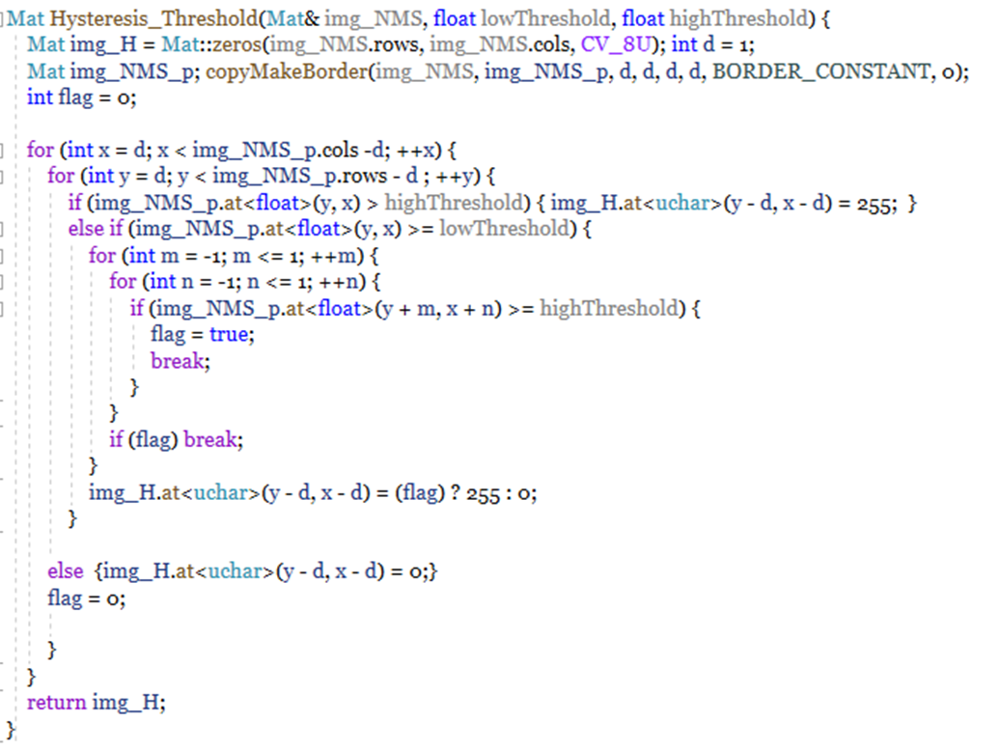 Mat Hysteresis_Threshold(Mat& img_NMS, float lowThreshold, float highThreshold) {
Mat img_H = Mat::zeros(img_NMS.rows, img_NMS.cols, CV_8U); int d = 1;
Mat img_NMS_p; copyMakeBorder(img_NMS, img_NMS_p, d, d, d, d, BORDER_CONSTANT, 0);
int flag = 0;
for (int x = d; x < img_NMS_p.cols -d; ++x) {
for (int y = d; y < img_NMS_p.rows - d ; ++y) {
if (img_NMS_p.at<float>(y, x) > highThreshold) { img_H.at<uchar>(y - d, x - d) = 255; }
else if (img_NMS_p.at<float>(y, x) >= lowThreshold) {
for (int m = -1; m <= 1; ++m) {
for (int n = -1; n <= 1; ++n) {
if (img_NMS_p.at<float>(y + m, x + n) >= highThreshold) {
flag = true;
break;
}
}
if (flag) break;
}
img_H.at<uchar>(y - d, x - d) = (flag) ? 255 : 0;
}
else {img_H.at<uchar>(y - d, x - d) = 0;}
flag = 0;
}
}
return img_H;
}